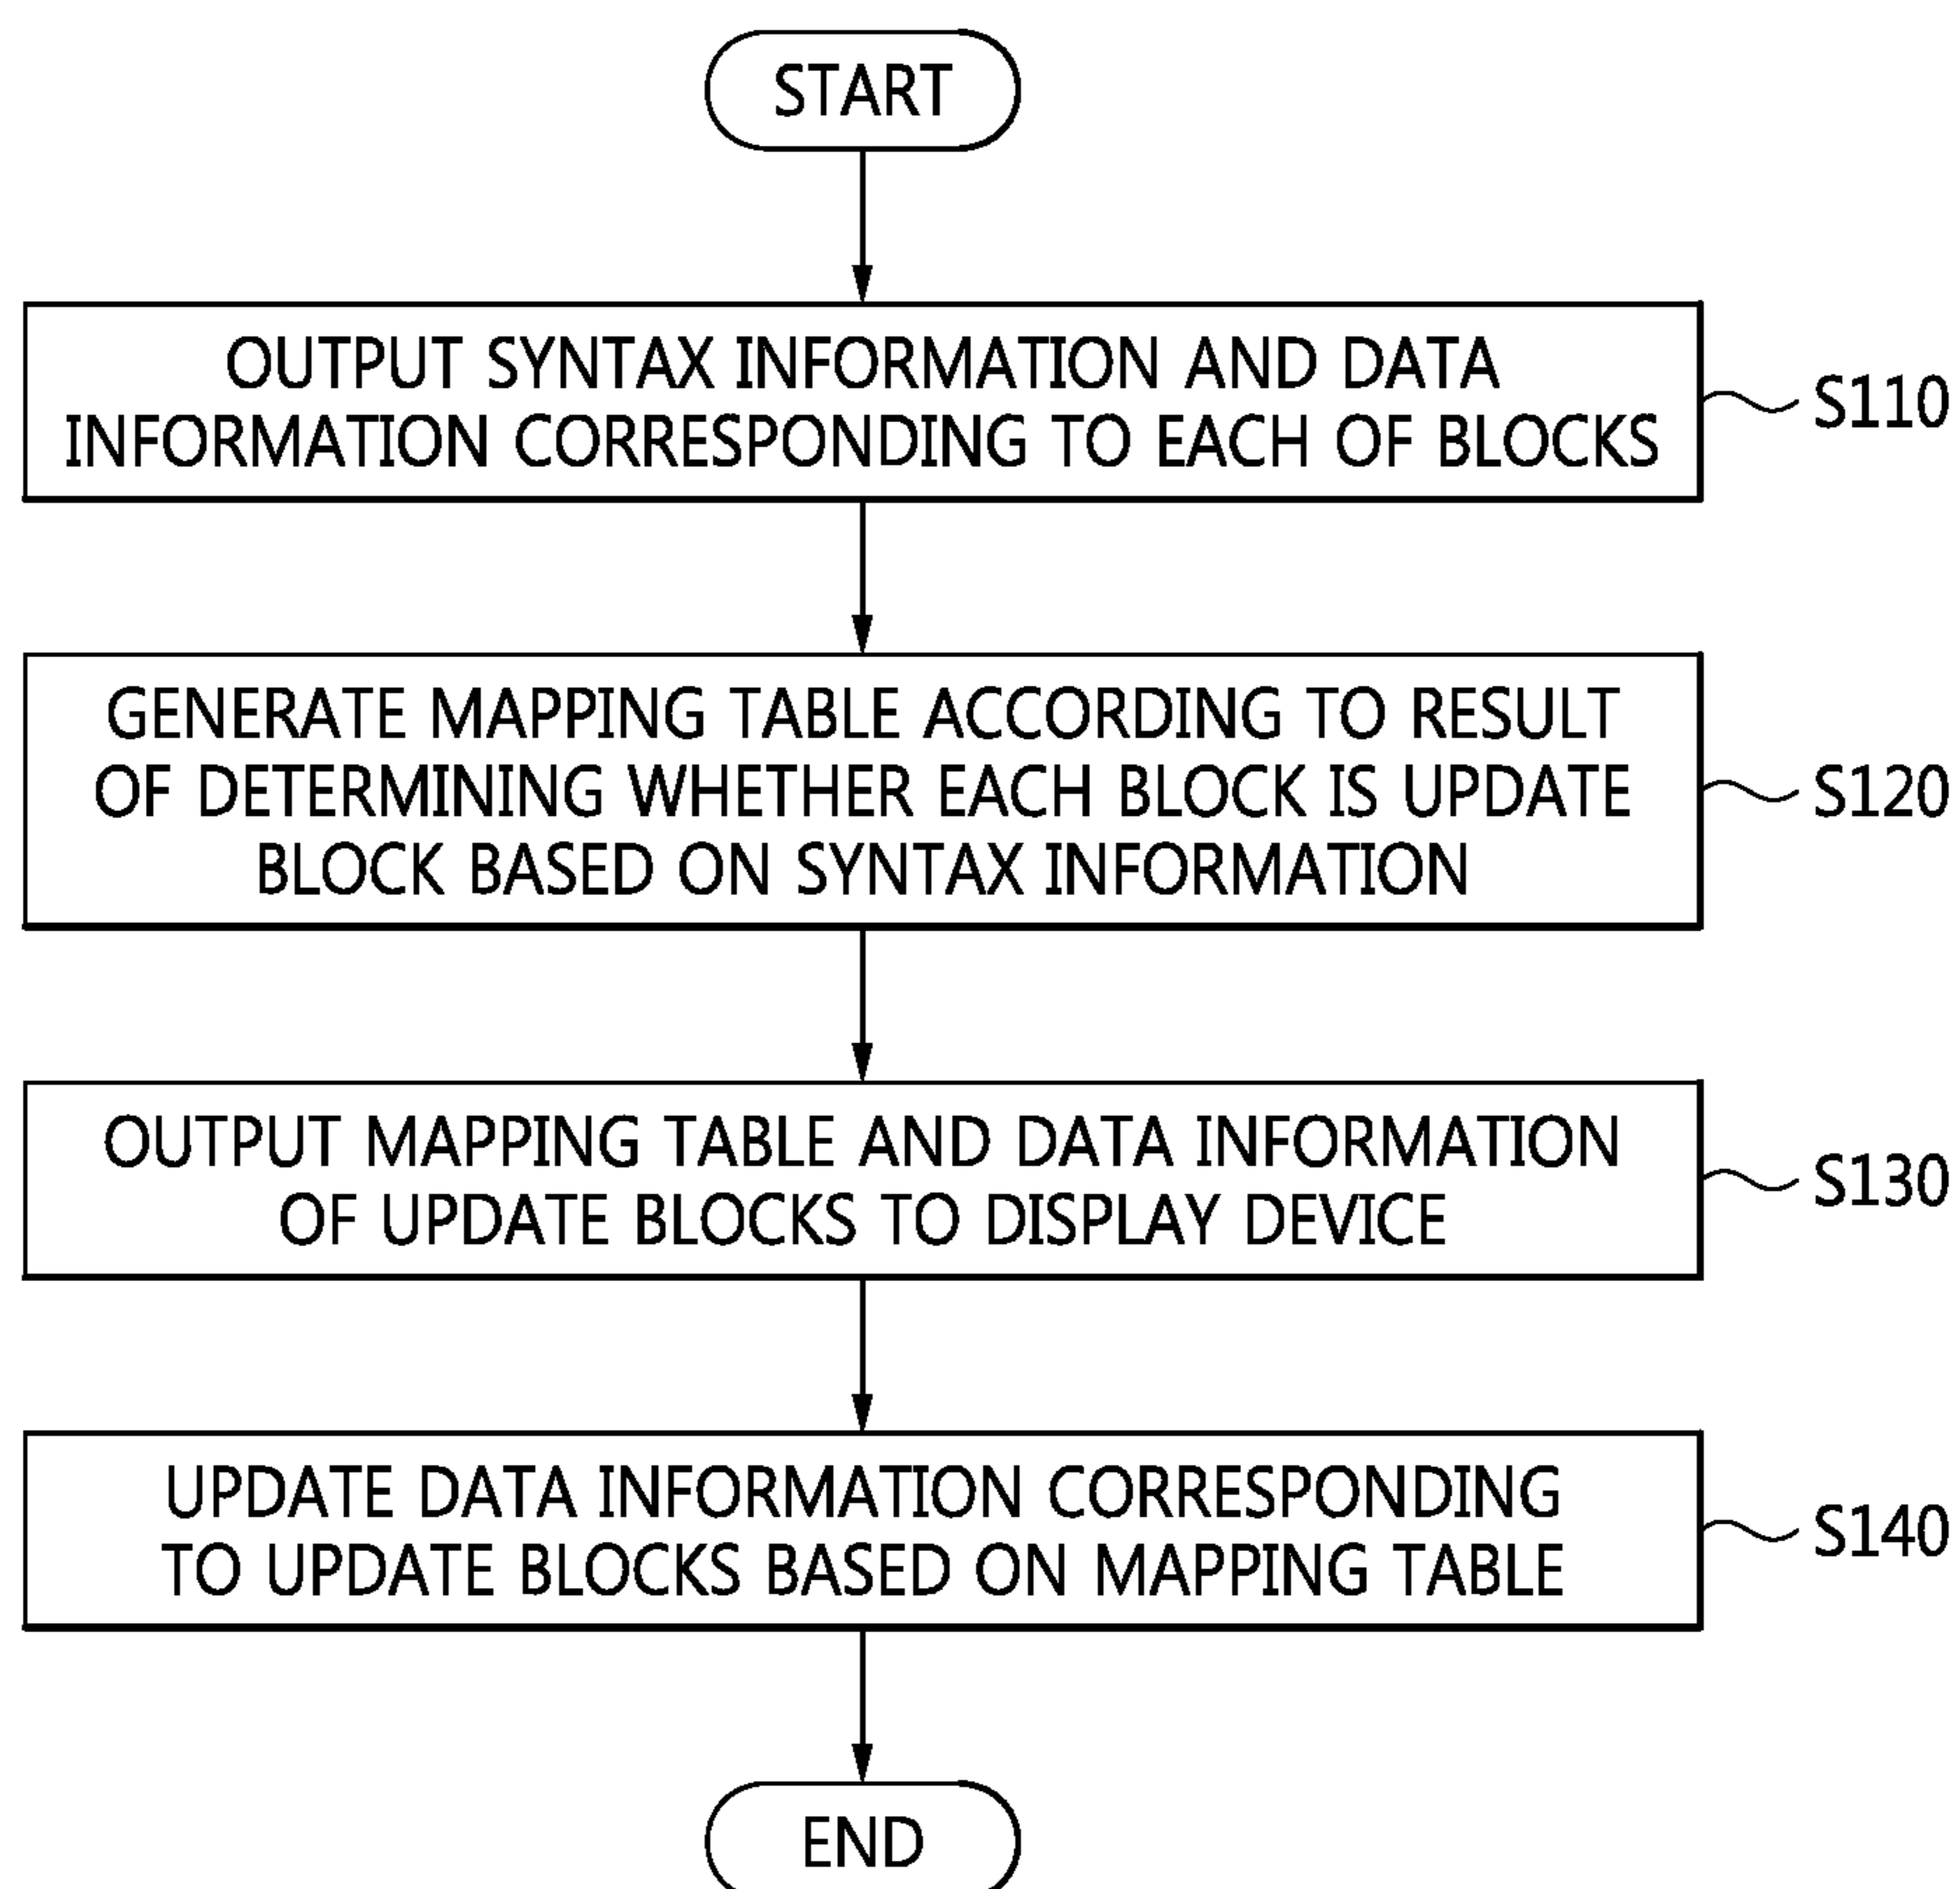 START
OUTPUT SYNTAX INFORMATION AND DATA
INFORMATION CORRESPONDING TO EACH OF BLOCKS
S110
GENERATE MAPPING TABLE ACCORDING TO RESULT
OF DETERMINING WHETHER EACH BLOCK IS UPDATE
BLOCK BASED ON SYNTAX INFORMATION
S120
OUTPUT MAPPING TABLE AND DATA INFORMATION
OF UPDATE BLOCKS TO DISPLAY DEVICE
S130
UPDATE DATA INFORMATION CORRESPONDING
TO UPDATE BLOCKS BASED ON MAPPING TABLE
S140
END